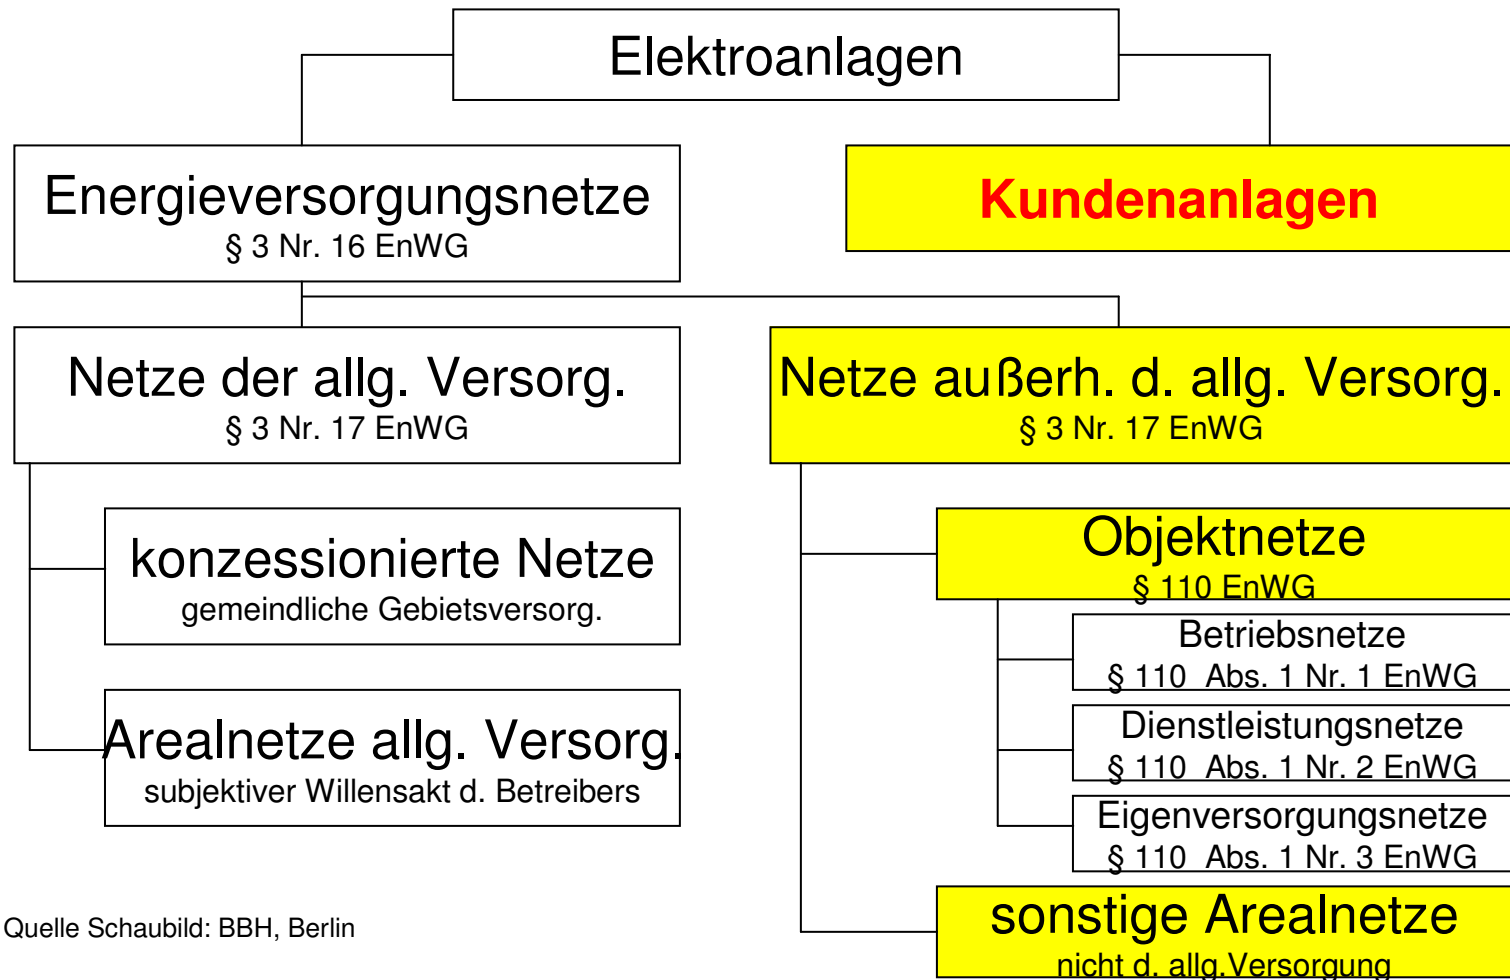 Elektroanlagen
Energieversorgungsnetze
§ 3 Nr. 16 EnWG
Kundenanlagen
Netze der allg. Versorg.
§ 3 Nr. 17 EnWG
Netze außerh. d. allg. Versorg.
§ 3 Nr. 17 EnWG
konzessionierte Netze
gemeindliche Gebietsversorg.
Arealnetze allg. Versorg.
subjektiver Willensakt d. Betreibers
Objektnetze
§ 110 EnWG
Betriebsnetze
§ 110 Abs. 1 Nr. 1 EnWG
Dienstleistungsnetze
§ 110 Abs. 1 Nr. 2 EnWG
Eigenversorgungsnetze
§ 110 Abs. 1 Nr. 3 EnWG
sonstige Arealnetze
nicht d. allg.Versorgung
Quelle Schaubild: BBH, Berlin